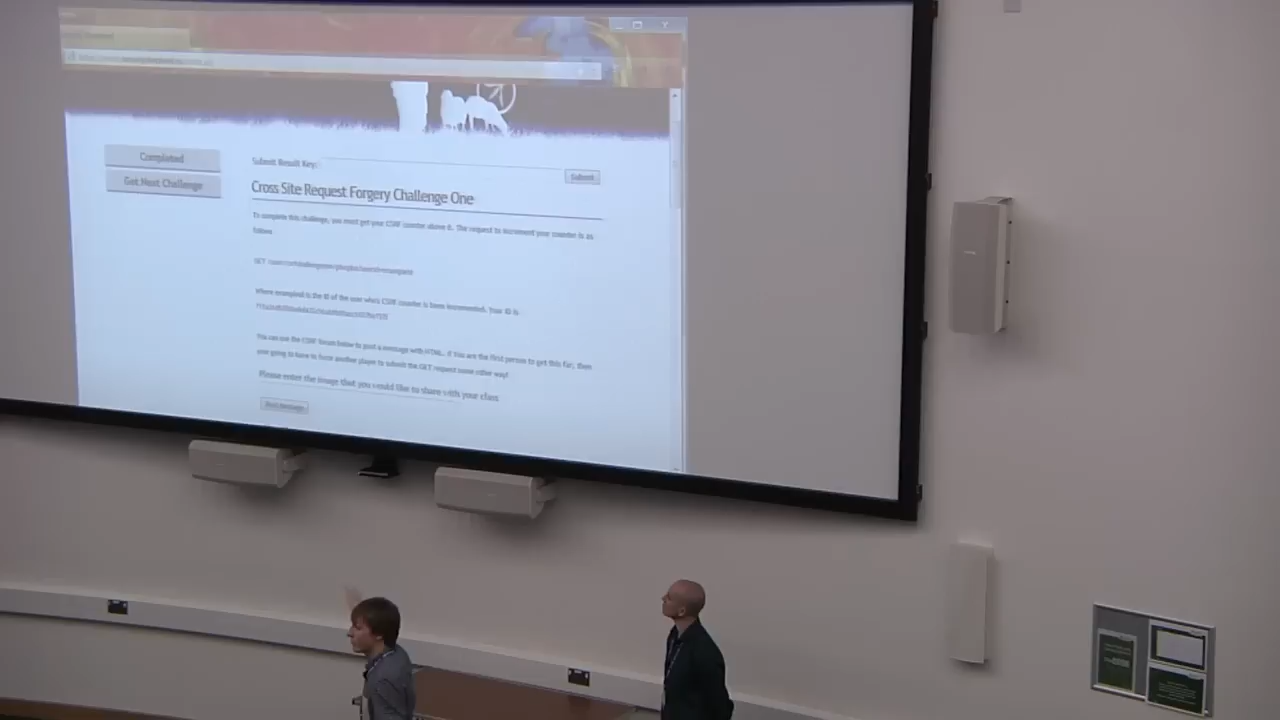 Completed
Get Next Challenge
Submit Result Key:
Submit
Cross Site Request Forgery Challenge One
To complete this challenge, you must get your CSRF counter above 0. The request to increment your counter is as
follows
GET
Where exampleId is the ID of the user who's CSRF counter is been incremented. Your ID is
You can use the CSRF forum below to post a message with HTML. If You are the first person to get this far, then
your going to have to force another player to submit the GET request some other way!
Please enter the image that you would like to share with your class
Post Message